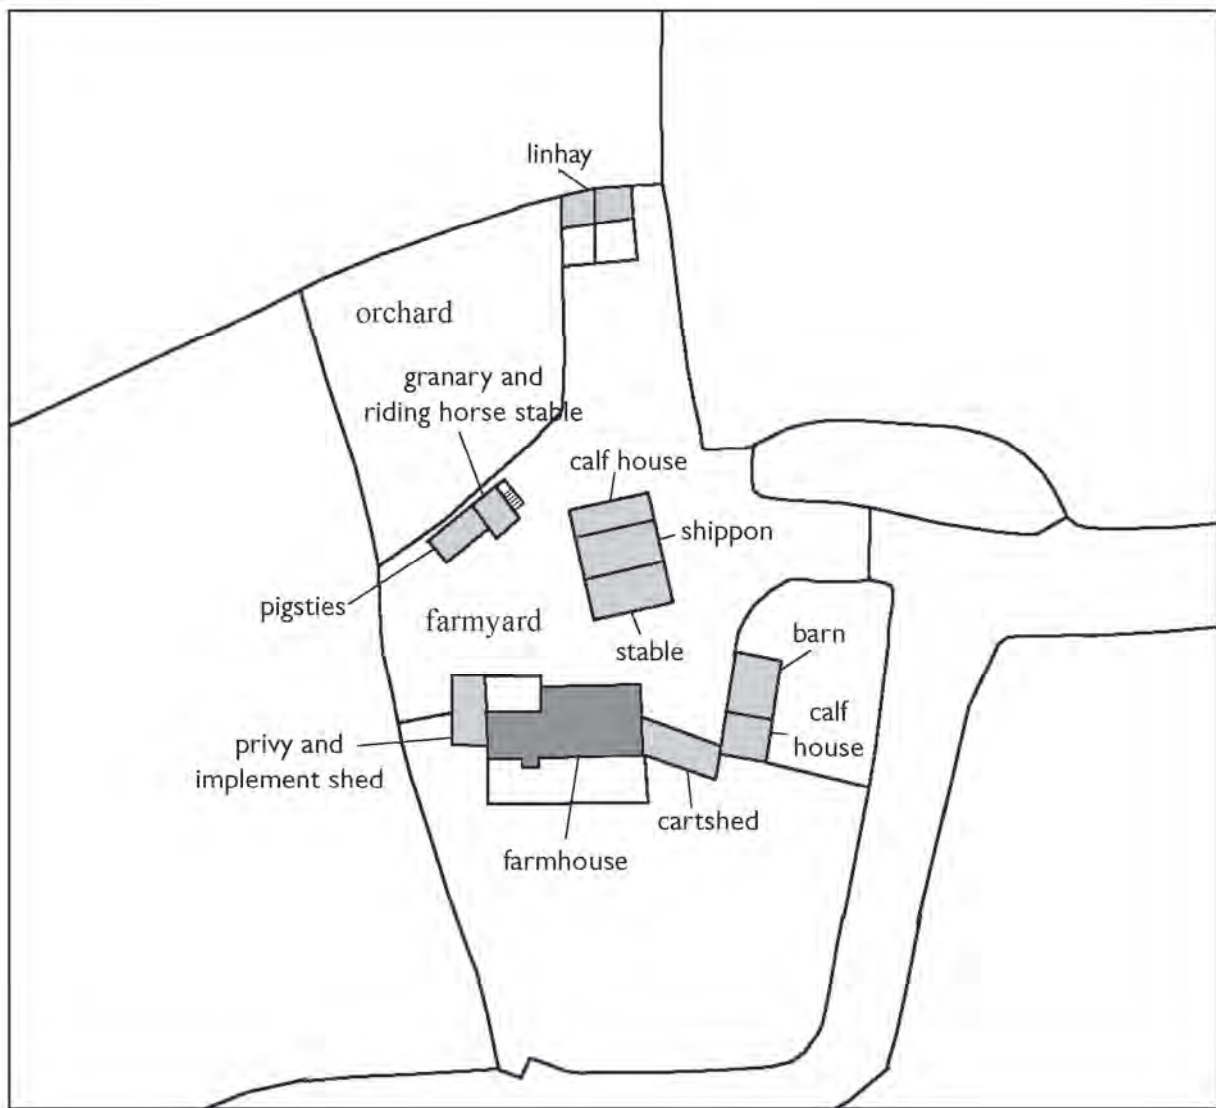 linhay
orchard
granary and
riding horse stable
calf house
shippon
pigsties
farmyard
stable
barn
calf
house
privy and
implement shed
cartshed
farmhouse